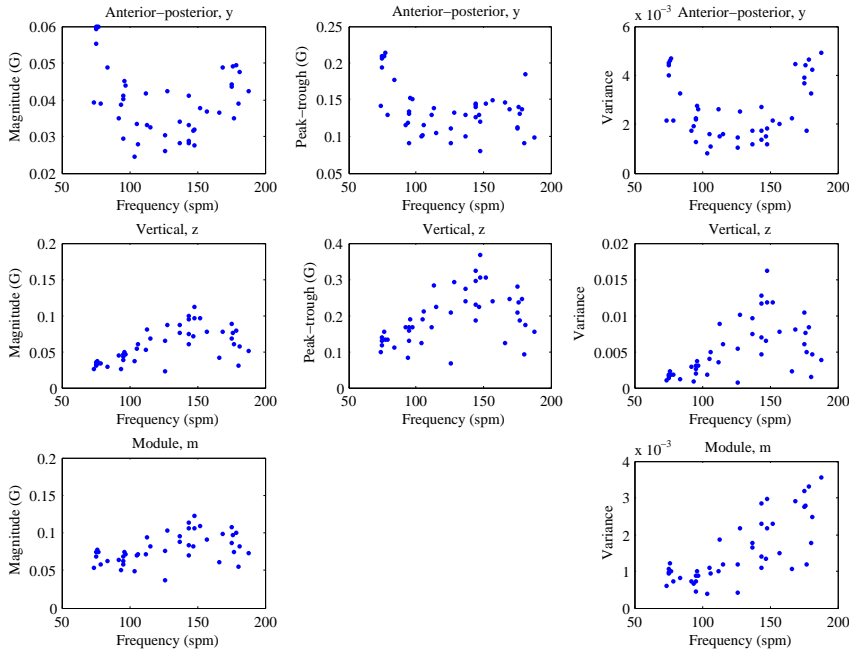 Anterior−posterior, y
0.06
0.05
0.04
0.03
0.02
Magnitude (G)
50 100 150 200
Frequency (spm)
Anterior−posterior, y
0.25
0.2
0.15
0.1
0.05
Peak−trough (G)
50 100 150 200
Frequency (spm)
x 10⁻³
Anterior−posterior, y
6
4
2
0
Variance
50 100 150 200
Frequency (spm)
Vertical, z
0.2
0.15
0.1
0.05
0
Magnitude (G)
50 100 150 200
Frequency (spm)
Vertical, z
0.4
0.3
0.2
0.1
0
Peak−trough (G)
50 100 150 200
Frequency (spm)
Vertical, z
0.02
0.015
0.01
0.005
0
Variance
50 100 150 200
Frequency (spm)
Module, m
0.2
0.15
0.1
0.05
0
Magnitude (G)
50 100 150 200
Frequency (spm)
x 10⁻³
Module, m
4
3
2
1
0
Variance
50 100 150 200
Frequency (spm)